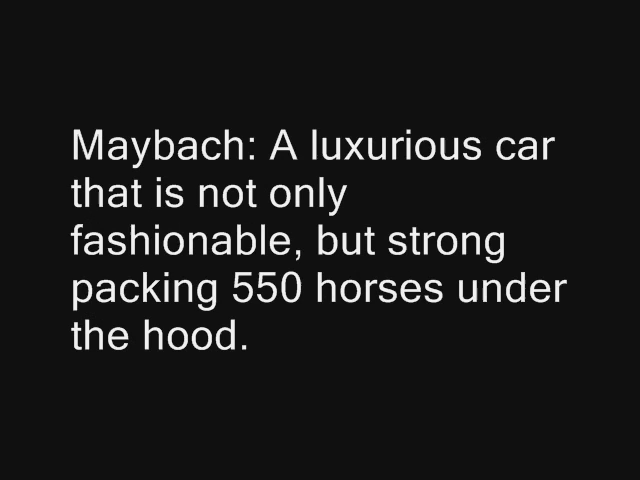 Maybach: A luxurious car
that is not only
fashionable, but strong
packing 550 horses under
the hood.